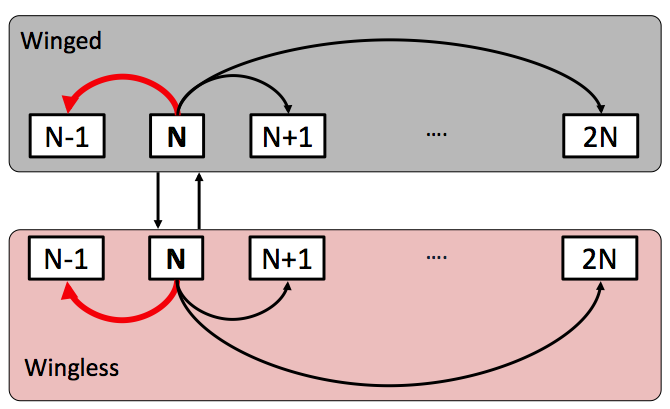 Winged
N-1 N N+1 .... 2N
N-1 N N+1 .... 2N
Wingless